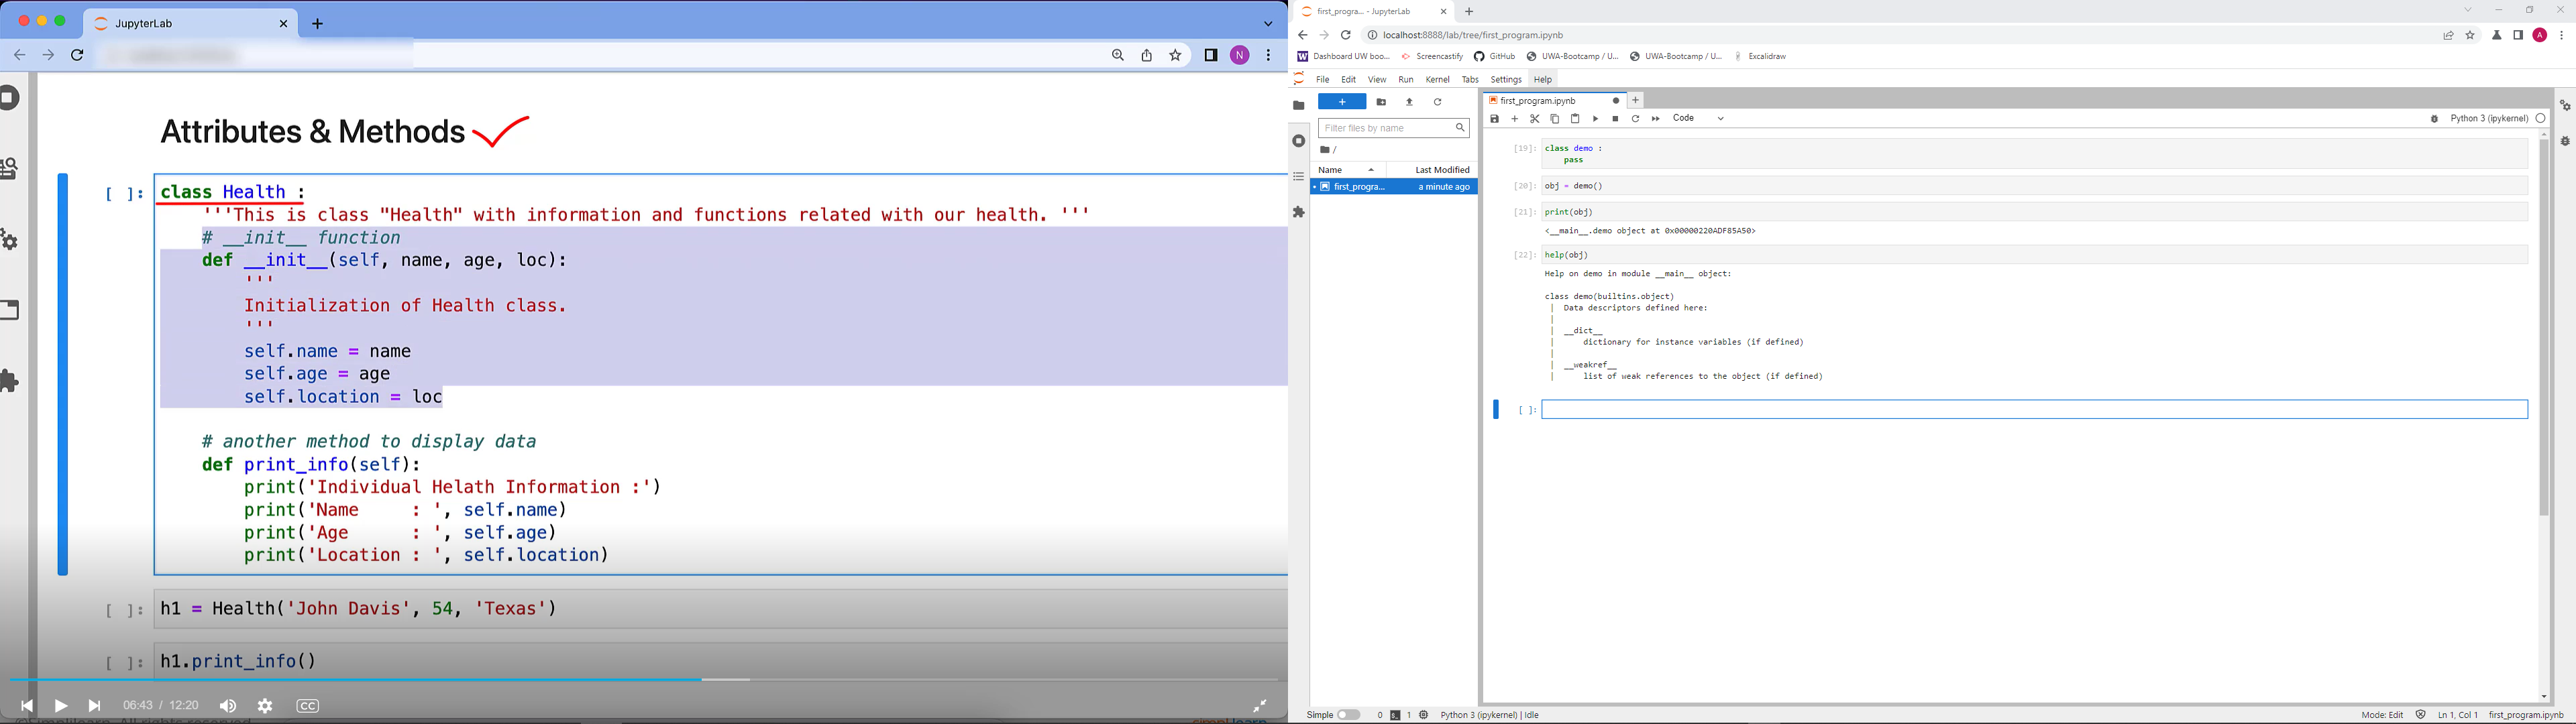 JupyterLab
N
Attributes & Methods
[ ]:
class Health :
'''This is class "Health" with information and functions related with our health. '''
# __init__ function
def __init__(self, name, age, loc):
'''
Initialization of Health class.
'''
self.name = name
self.age = age
self.location = loc
# another method to display data
def print_info(self):
print('Individual Helath Information :')
print('Name     : ', self.name)
print('Age      : ', self.age)
print('Location : ', self.location)
[ ]: h1 = Health('John Davis', 54, 'Texas')
[ ]: h1.print_info()
06:43 / 12:20
CC
first_progra... - JupyterLab
localhost:8888/lab/tree/first_program.ipynb
A
Dashboard UW boo... Screencastify GitHub UWA-Bootcamp / U... UWA-Bootcamp / U... Excalidraw
File Edit View Run Kernel Tabs Settings Help
Filter files by name
/
Name Last Modified
first_progra... a minute ago
first_program.ipynb
Code
Python 3 (ipykernel)
[19]: class demo :
pass
[20]: obj = demo()
[21]: print(obj)
<__main__.demo object at 0x00000220ADF85A50>
[22]: help(obj)
Help on demo in module __main__ object:
class demo(builtins.object)
| Data descriptors defined here:
|
| __dict__
| dictionary for instance variables (if defined)
|
| __weakref__
| list of weak references to the object (if defined)
[ ]:
Simple 0 1 Python 3 (ipykernel) | Idle
Mode: Edit Ln 1, Col 1 first_program.ipynb